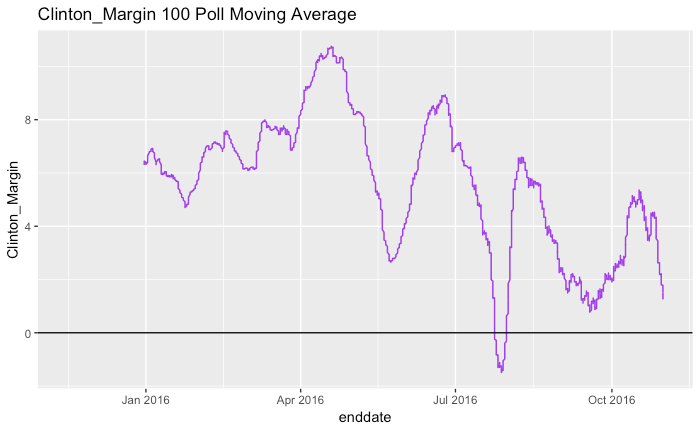 Clinton_Margin 100 Poll Moving Average
Clinton_Margin
8
4
0
Jan 2016 Apr 2016 Jul 2016 Oct 2016
enddate